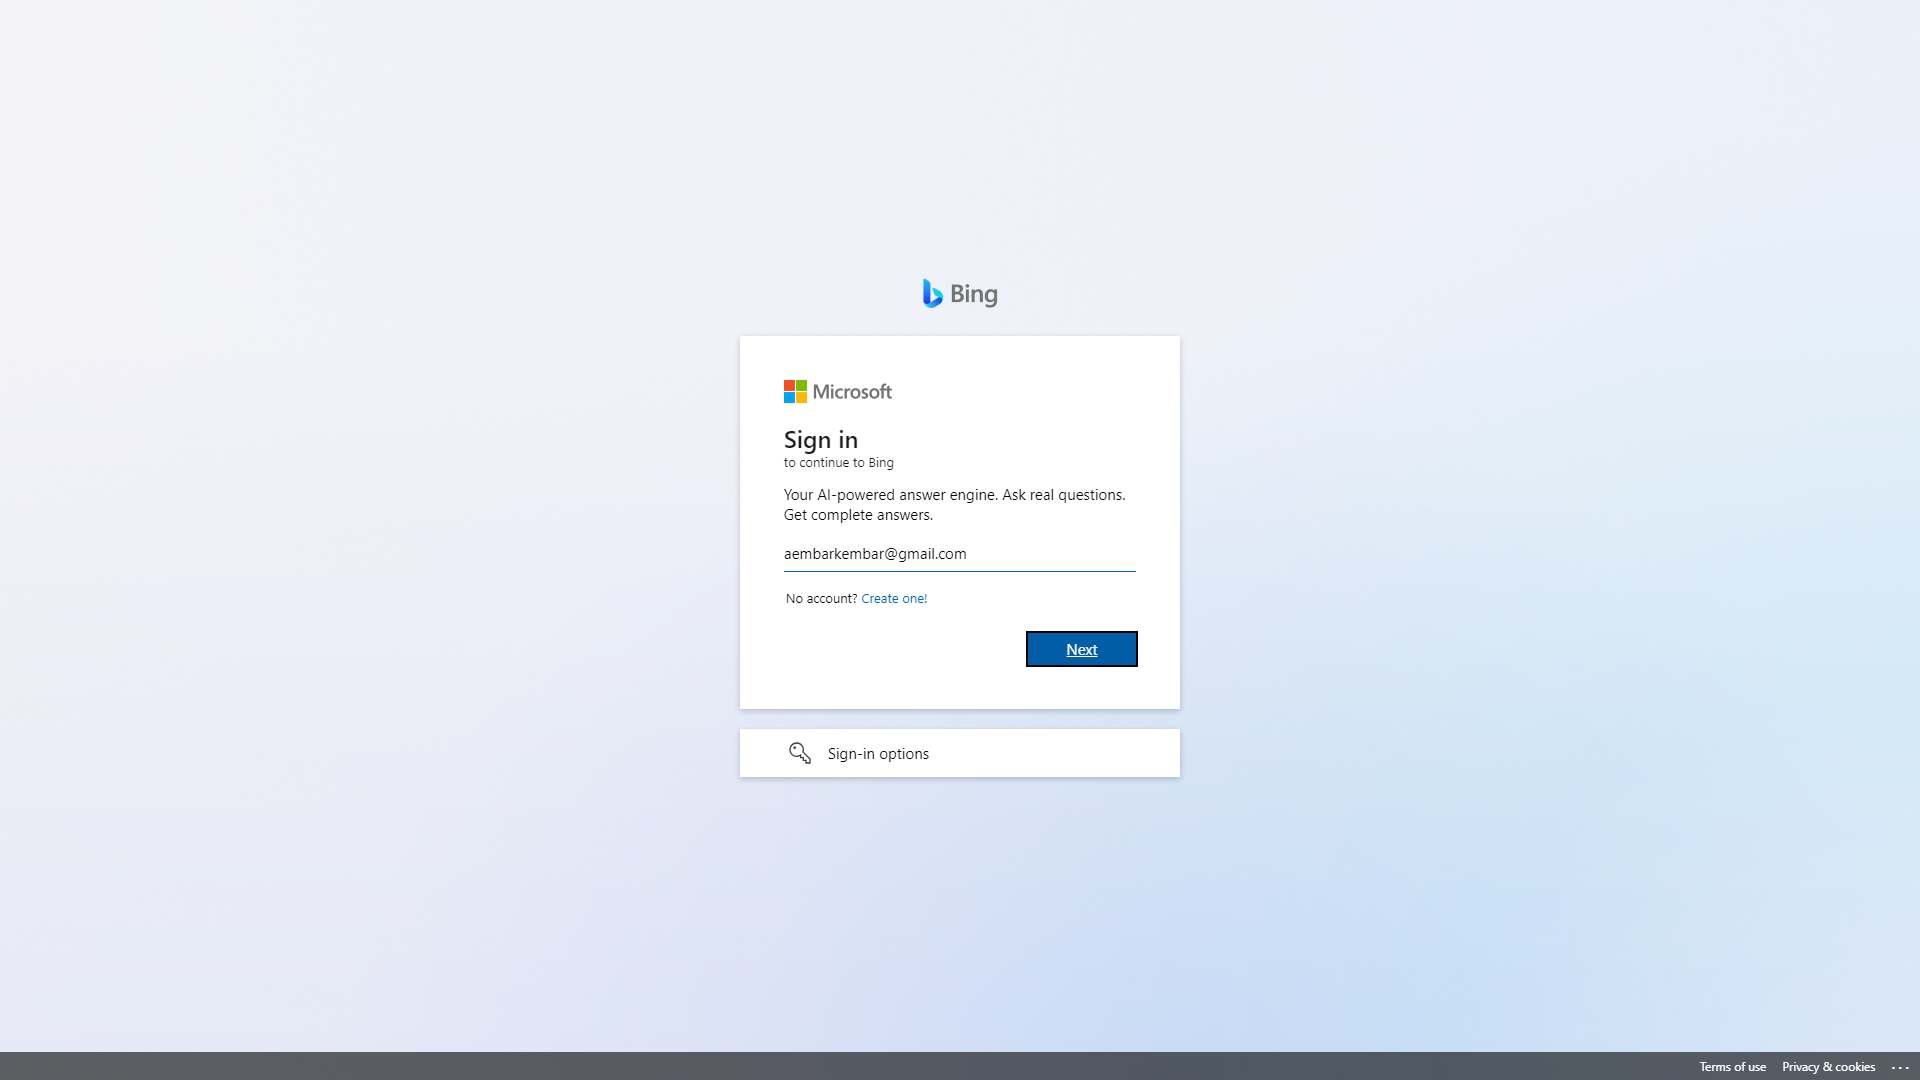 Bing
Microsoft
Sign in
to continue to Bing
Your AI-powered answer engine. Ask real questions.
Get complete answers.
aembarkembar@gmail.com
No account? Create one!
Next
Sign-in options
Terms of use Privacy & cookies ...